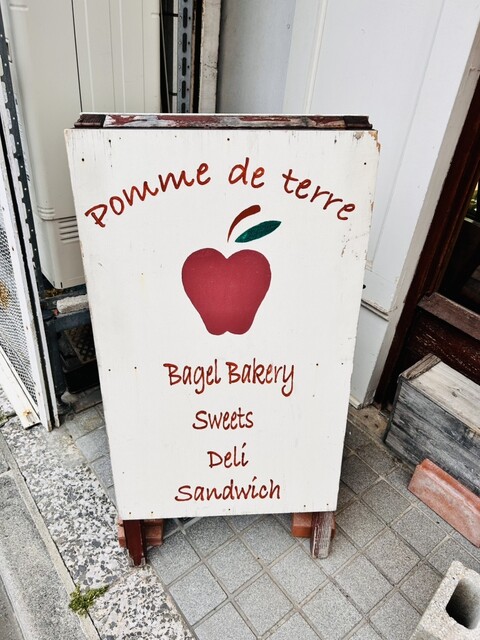 pomme de terre
Bagel Bakery
Sweets
Deli
Sandwich